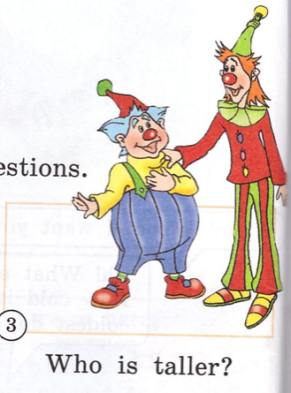 estions.
3
Who is taller?